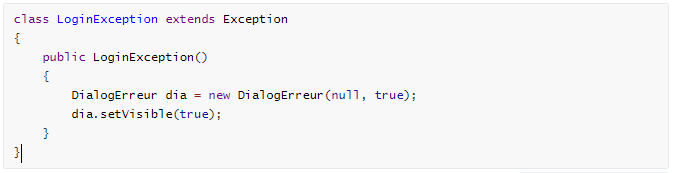 class LoginException extends Exception
{
    public LoginException()
    {
        DialogErreur dia = new DialogErreur(null, true);
        dia.setVisible(true);
    }
}